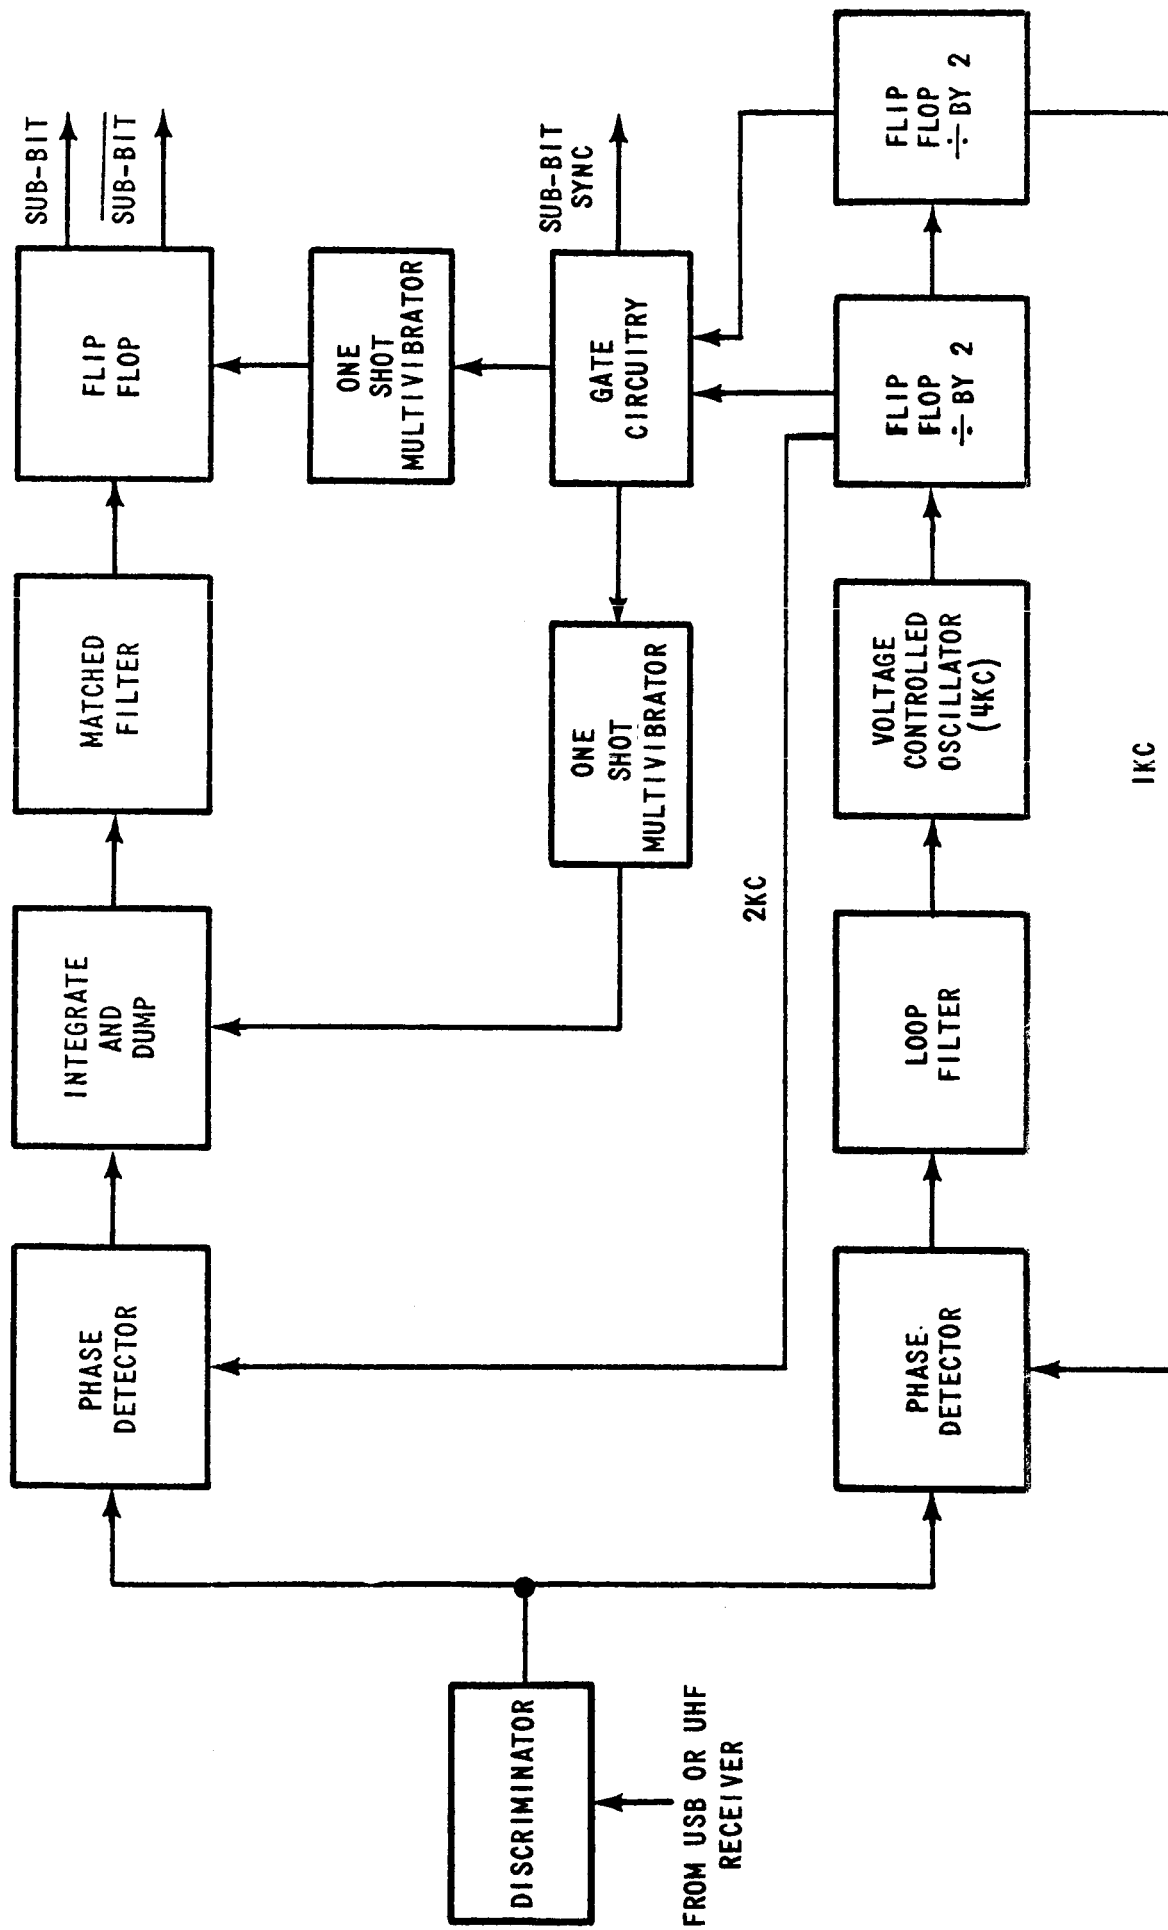 SUB-BIT
SUB-BIT
FLIP
FLOP
MATCHED
FILTER
INTEGRATE
AND
DUMP
PHASE
DETECTOR
ONE
SHOT
MULTIVIBRATOR
SUB-BIT
SYNC
GATE
CIRCUITRY
ONE
SHOT
MULTIVIBRATOR
DISCRIMINATOR
FROM USB OR UHF
RECEIVER
2KC
PHASE
DETECTOR
LOOP
FILTER
VOLTAGE
CONTROLLED
OSCILLATOR
(4KC)
FLIP
FLOP
÷ BY 2
FLIP
FLOP
÷ BY 2
1KC